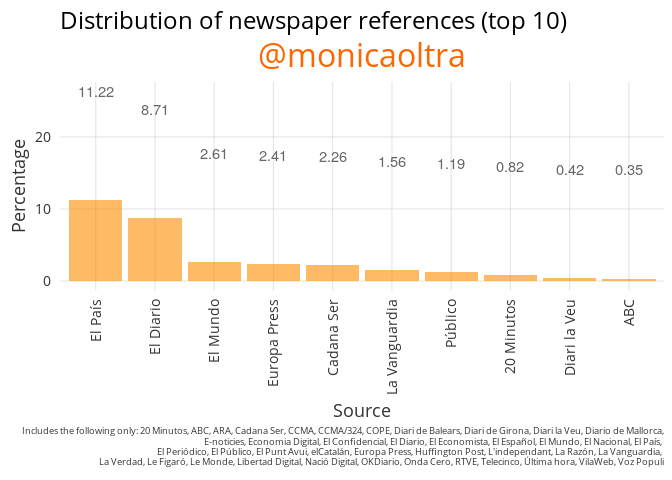 Distribution of newspaper references (top 10)
@monicaoltra
11.22
8.71
2.61
2.41
2.26
1.56
1.19
0.82
0.42
0.35
Percentage
20
10
0
El País
El Diario
El Mundo
Europa Press
Cadana Ser
La Vanguardia
Público
20 Minutos
Diari la Veu
ABC
Source
Includes the following only: 20 Minutos, ABC, ARA, Cadana Ser, CCMA, CCMA/324, COPE, Diari de Balears, Diari de Girona, Diari la Veu, Diario de Mallorca,
E-noticies, Economia Digital, El Confidencial, El Diario, El Economista, El Español, El Mundo, El Nacional, El País,
El Periódico, El Público, El Punt Avui, elCatalán, Europa Press, Huffington Post, L'independant, La Razón, La Vanguardia,
La Verdad, Le Figaró, Le Monde, Libertad Digital, Nació Digital, OKDiario, Onda Cero, RTVE, Telecinco, Última hora, VilaWeb, Voz Populi